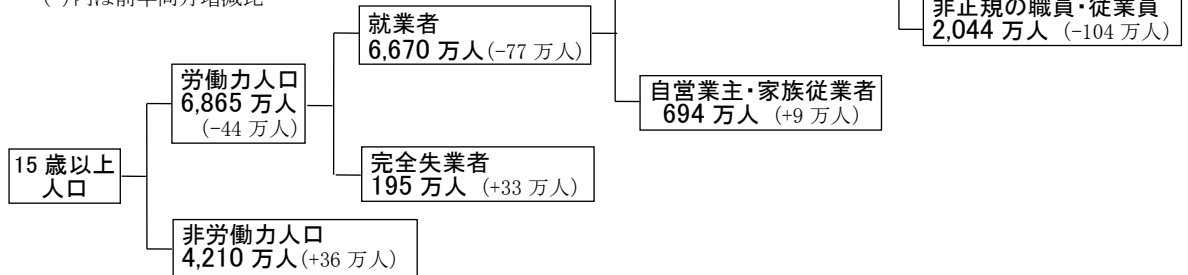 ( )内は前年同月増減比
非正規の職員・従業員
2,044 万人 (-104 万人)
就業者
6,670 万人(-77 万人)
自営業主・家族従業者
694 万人 (+9 万人)
労働力人口
6,865 万人
(-44 万人)
完全失業者
195 万人 (+33 万人)
15 歳以上
人口
非労働力人口
4,210 万人(+36 万人)